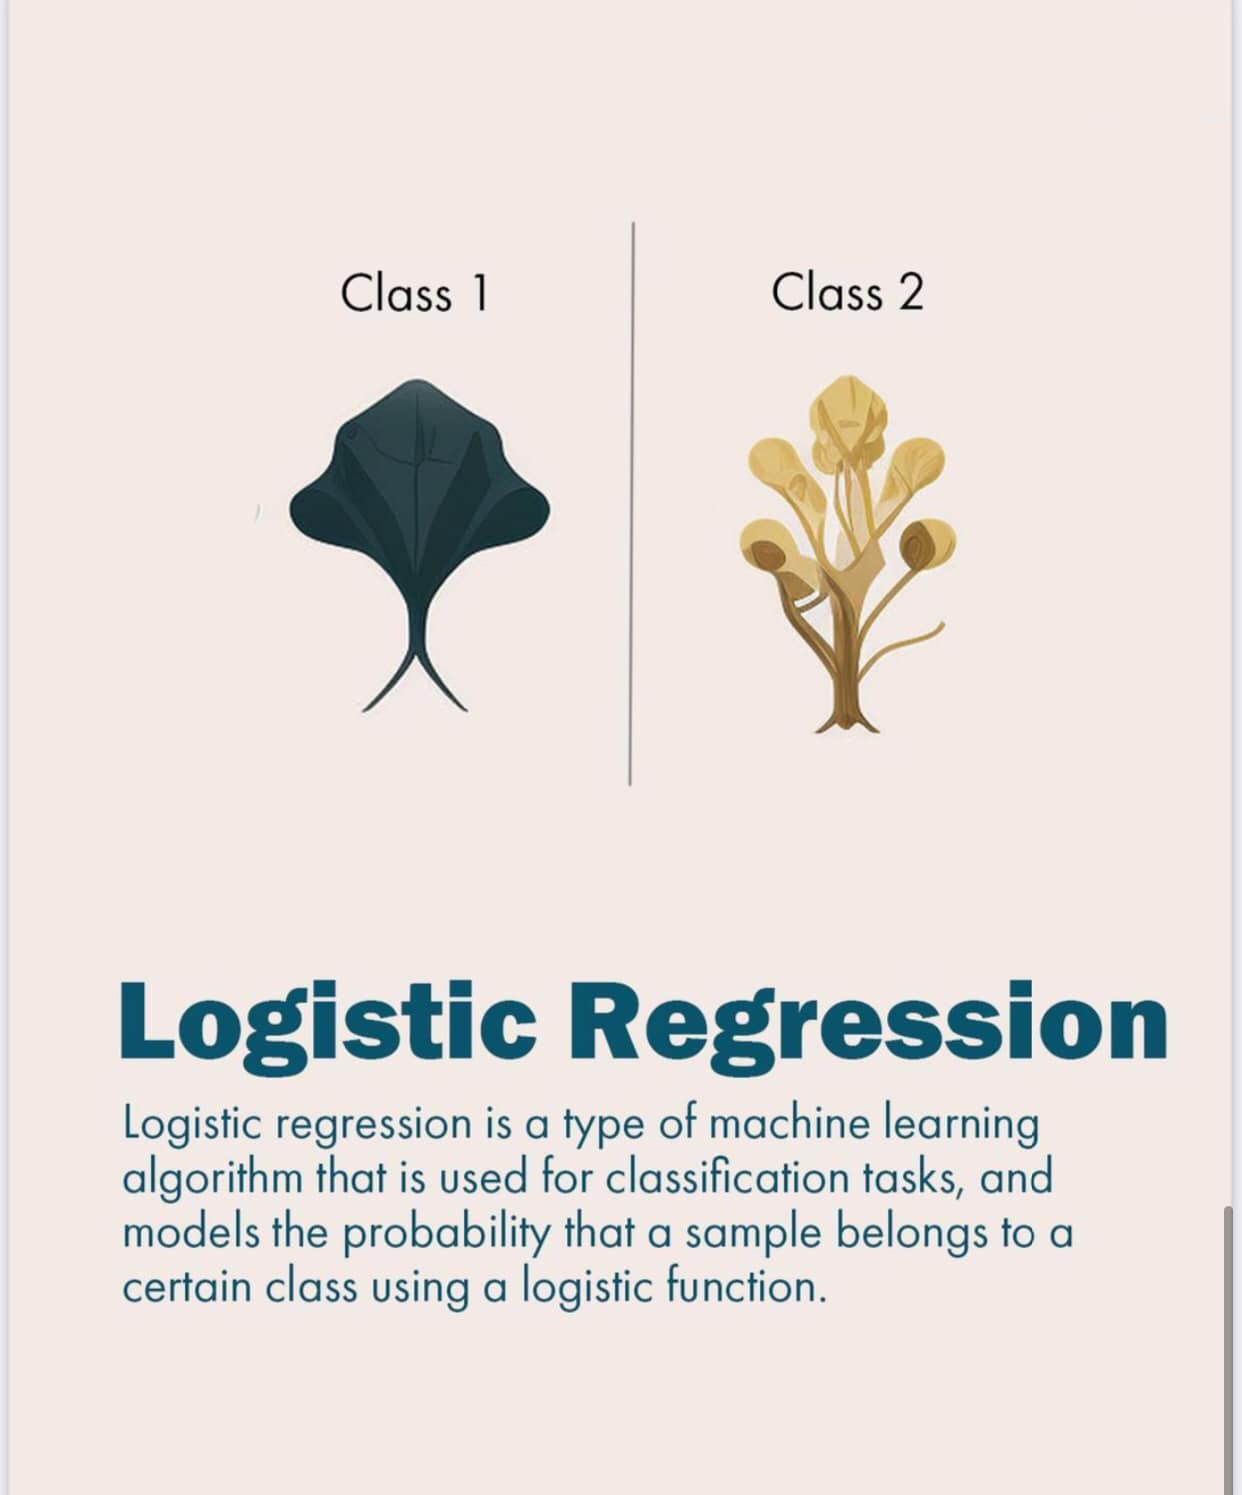 Class 1
Class 2
Logistic Regression
Logistic regression is a type of machine learning
algorithm that is used for classification tasks, and
models the probability that a sample belongs to a
certain class using a logistic function.